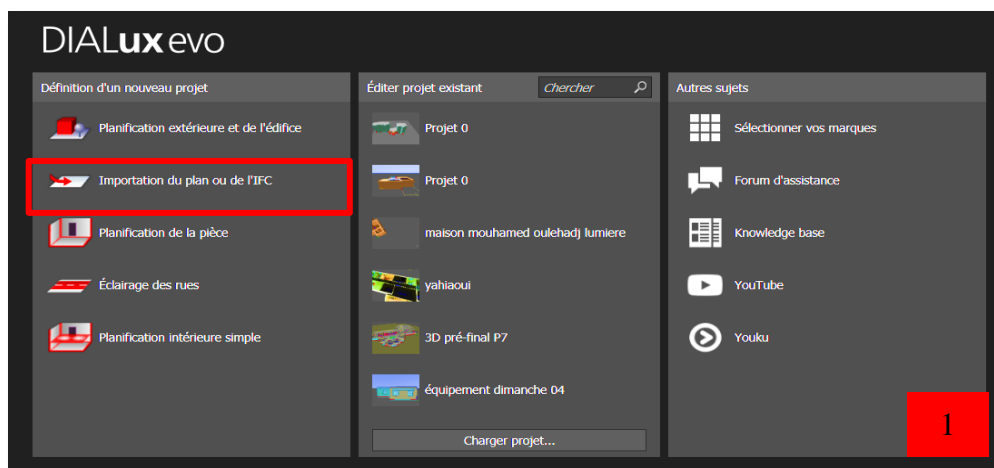 DIALux evo
Définition d'un nouveau projet
Planification extérieure et de l'édifice
Importation du plan ou de l'IFC
Planification de la pièce
Éclairage des rues
Planification intérieure simple
Éditer projet existant
Chercher
Projet 0
Projet 0
maison mouhamed oulehadj lumiere
yahiaoui
3D pré-final P7
équipement dimanche 04
Charger projet...
Autres sujets
Sélectionner vos marques
Forum d'assistance
Knowledge base
YouTube
Youku
1